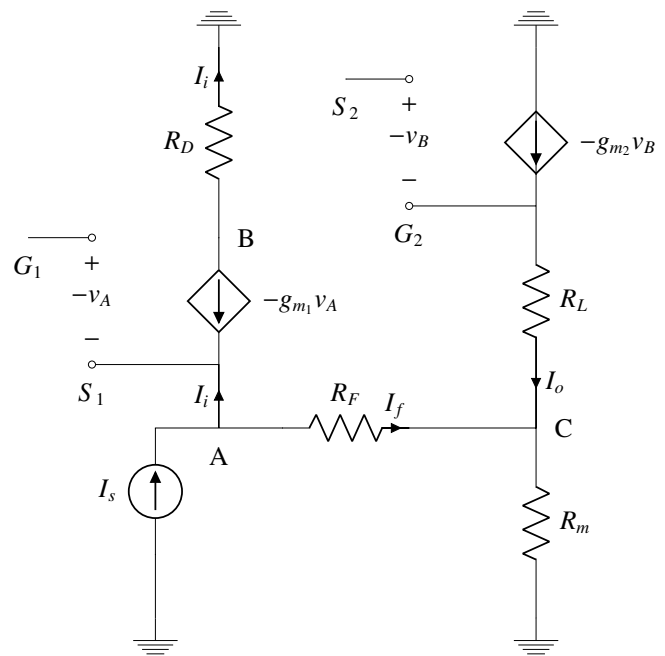 I_i
R_D
S_2
+
−v_B
−
G_2
−g_{m_2}v_B
B
G_1
+
−v_A
−
S_1
−g_{m_1}v_A
R_L
I_i
R_F
I_f
I_o
A
C
I_s
R_m